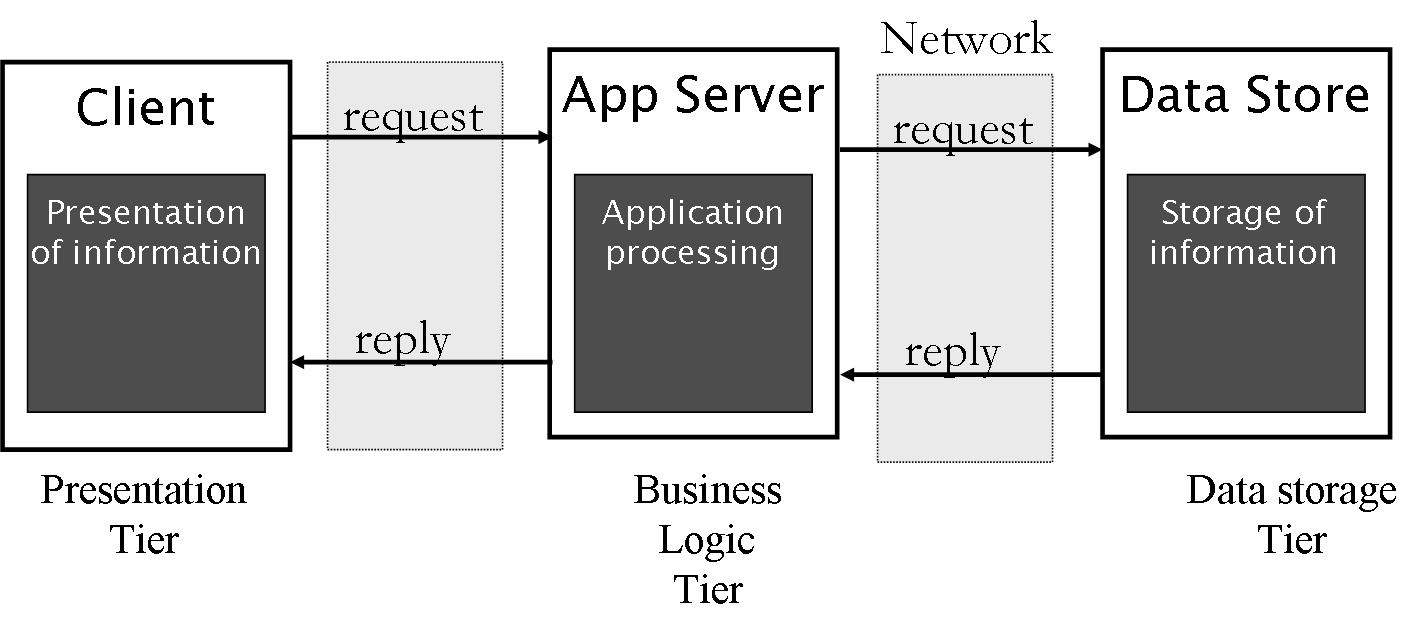 Network
Client
App Server
Data Store
request
request
Presentation
of information
Application
processing
Storage of
information
reply
reply
Presentation
Tier
Business
Logic
Tier
Data storage
Tier